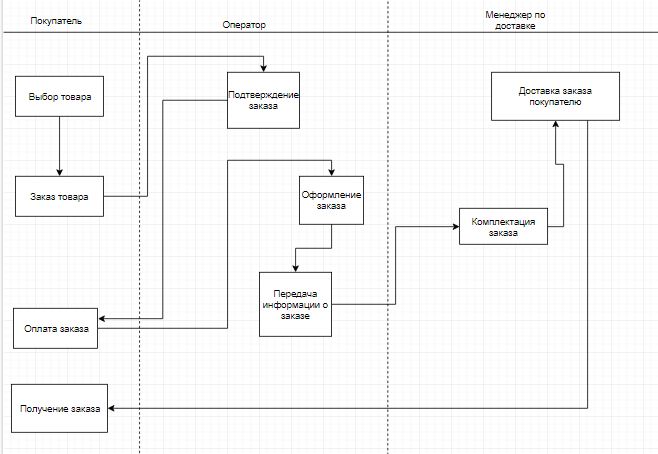 Покупатель
Оператор
Менеджер по
доставке
Выбор товара
Подтверждение
заказа
Доставка заказа
покупателю
Заказ товара
Оформление
заказа
Комплектация
заказа
Передача
информации о
заказе
Оплата заказа
Получение заказа